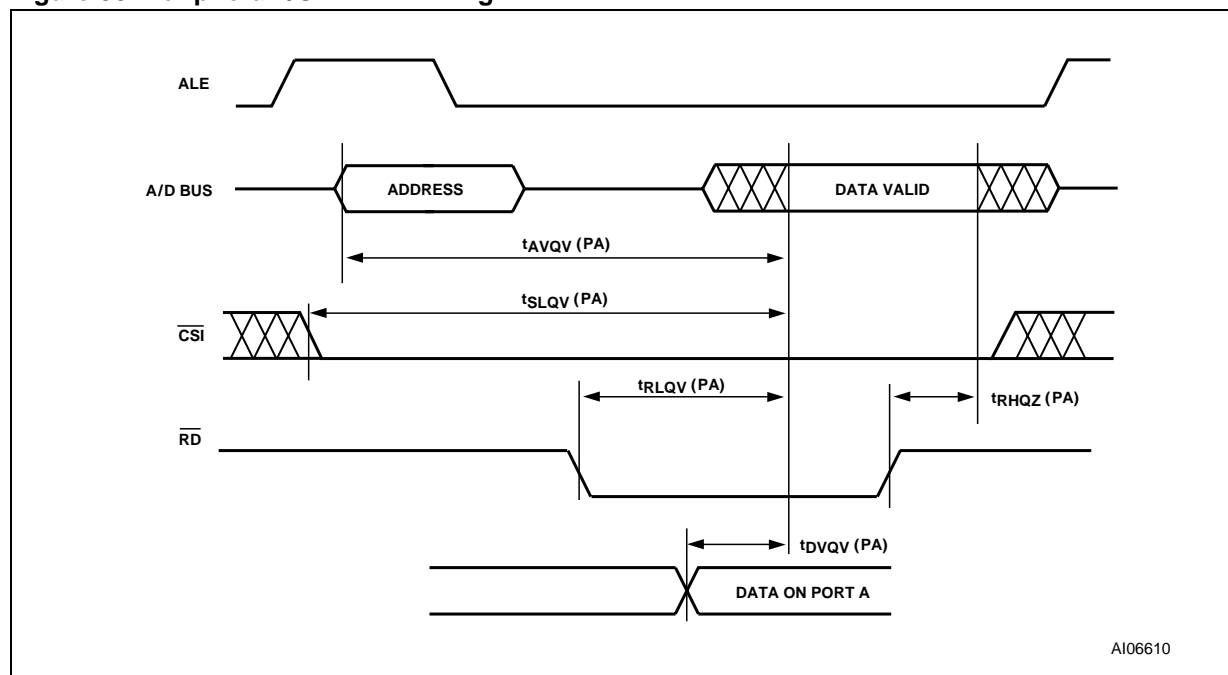 ALE
A/D BUS
ADDRESS
DATA VALID
tAVQV (PA)
tSLQV (PA)
CSI
tRLQV (PA)
tRHQZ (PA)
RD
tDVQV (PA)
DATA ON PORT A
AI06610